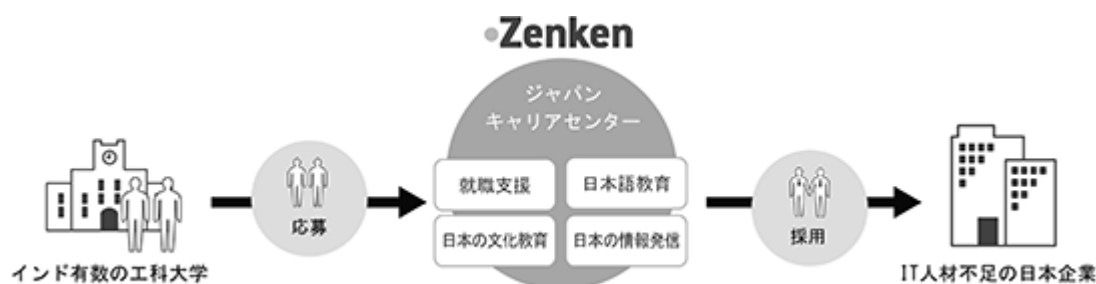 Zenken
ジャパン
キャリアセンター
就職支援
日本語教育
日本の文化教育
日本の情報発信
応募
採用
インド有数の工科大学
IT人材不足の日本企業